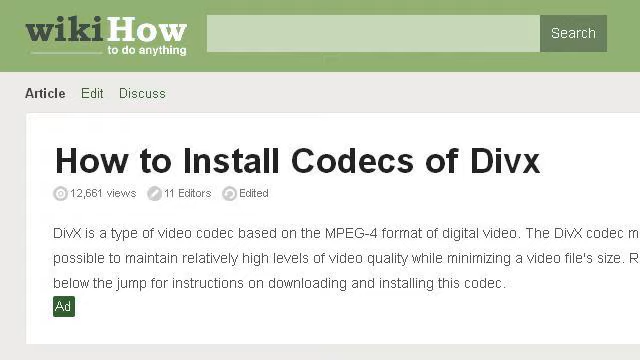 wikiHow
to do anything
Search
Article Edit Discuss
How to Install Codecs of Divx
12,661 views 11 Editors Edited
DivX is a type of video codec based on the MPEG-4 format of digital video. The DivX codec m
possible to maintain relatively high levels of video quality while minimizing a video file's size. R
below the jump for instructions on downloading and installing this codec.
Ad